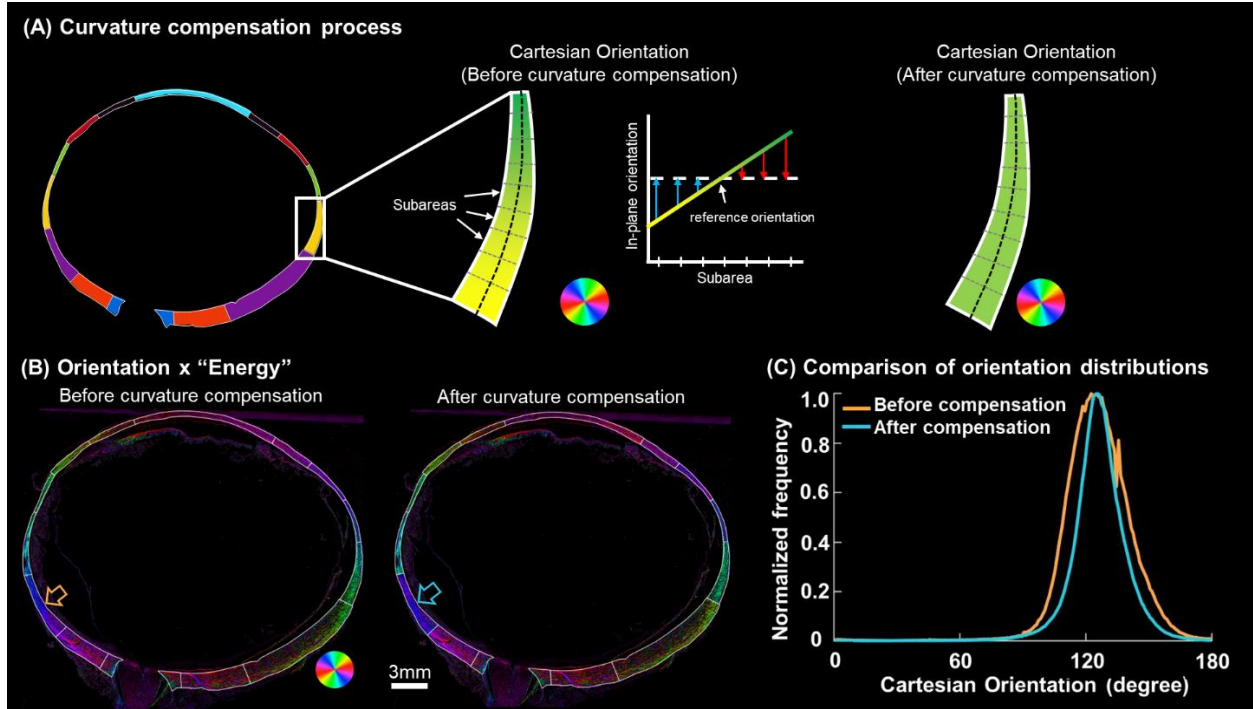 (A) Curvature compensation process
Cartesian Orientation
(Before curvature compensation)
Subareas
In-plane orientation
reference orientation
Subarea
Cartesian Orientation
(After curvature compensation)
(B) Orientation x “Energy”
Before curvature compensation
After curvature compensation
3mm
(C) Comparison of orientation distributions
Before compensation
After compensation
Normalized frequency
1.0
0.8
0.6
0.4
0.2
0
0
60
120
180
Cartesian Orientation (degree)